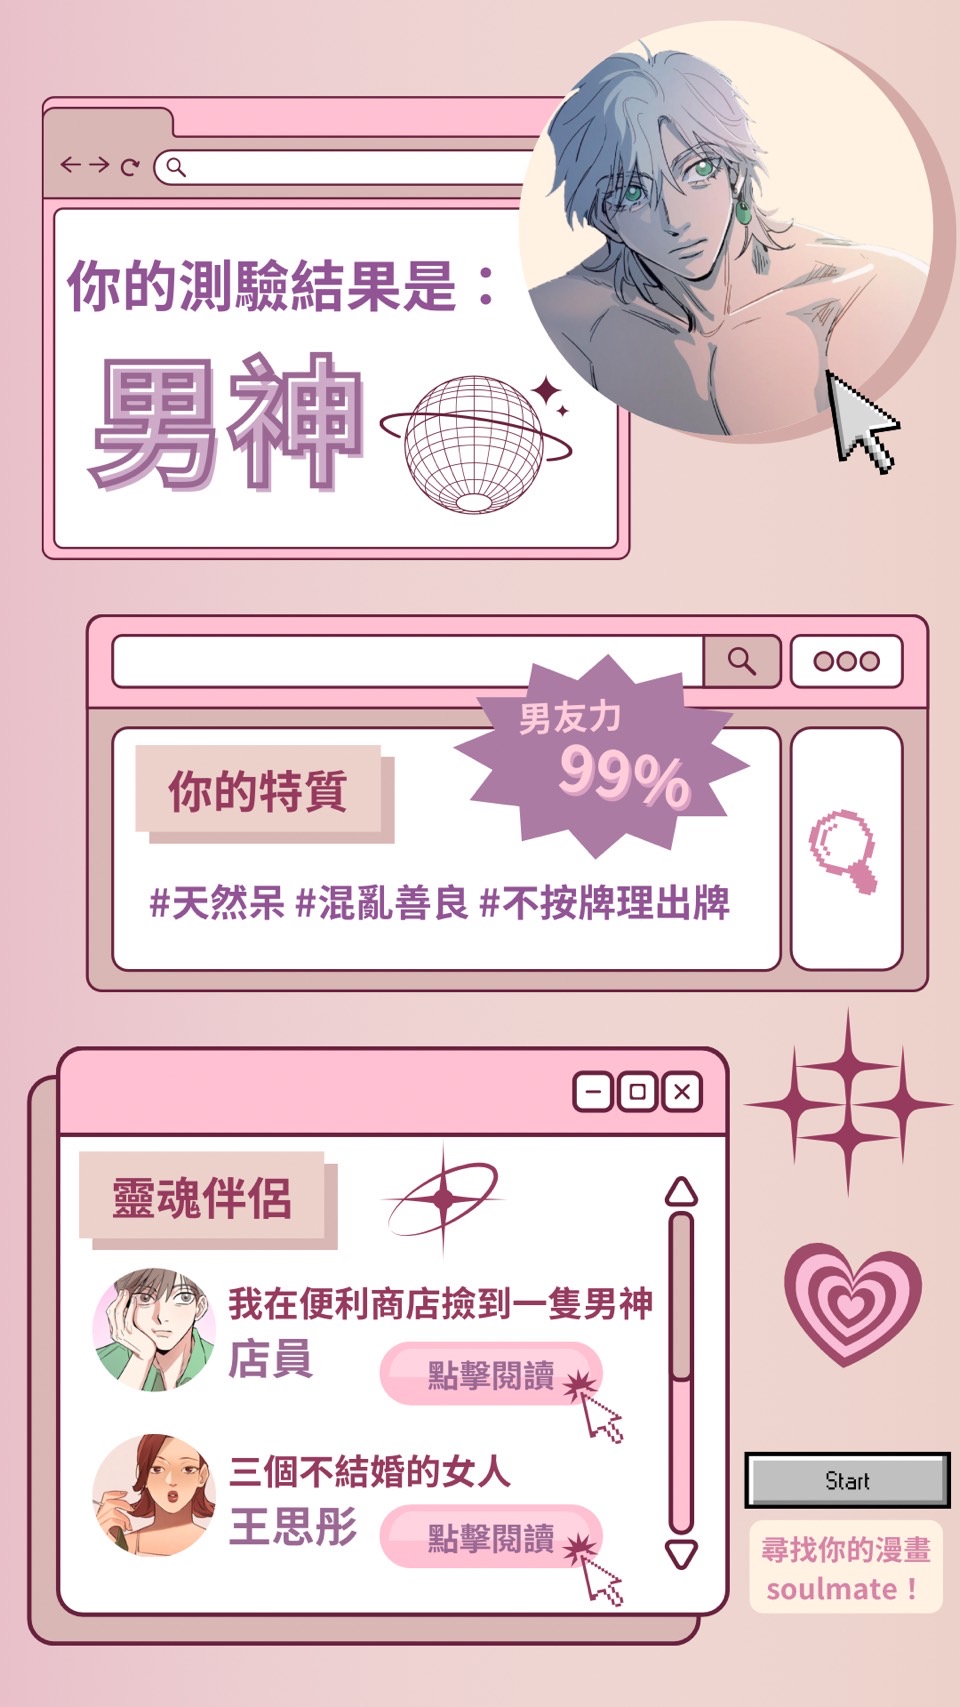 你的測驗結果是：
男神
男友力
99%
你的特質
#天然呆 #混亂善良 #不按牌理出牌
靈魂伴侶
我在便利商店撿到一隻男神
店員
點擊閱讀
三個不結婚的女人
王思彤
點擊閱讀
Start
尋找你的漫畫
soulmate！